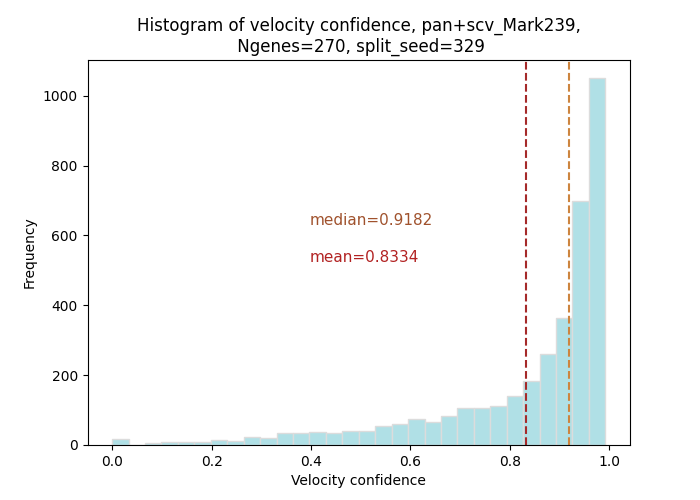 Histogram of velocity confidence, pan+scv_Mark239,
Ngenes=270, split_seed=329
1000
800
600
400
200
0
Frequency
median=0.9182
mean=0.8334
0.0 0.2 0.4 0.6 0.8 1.0
Velocity confidence